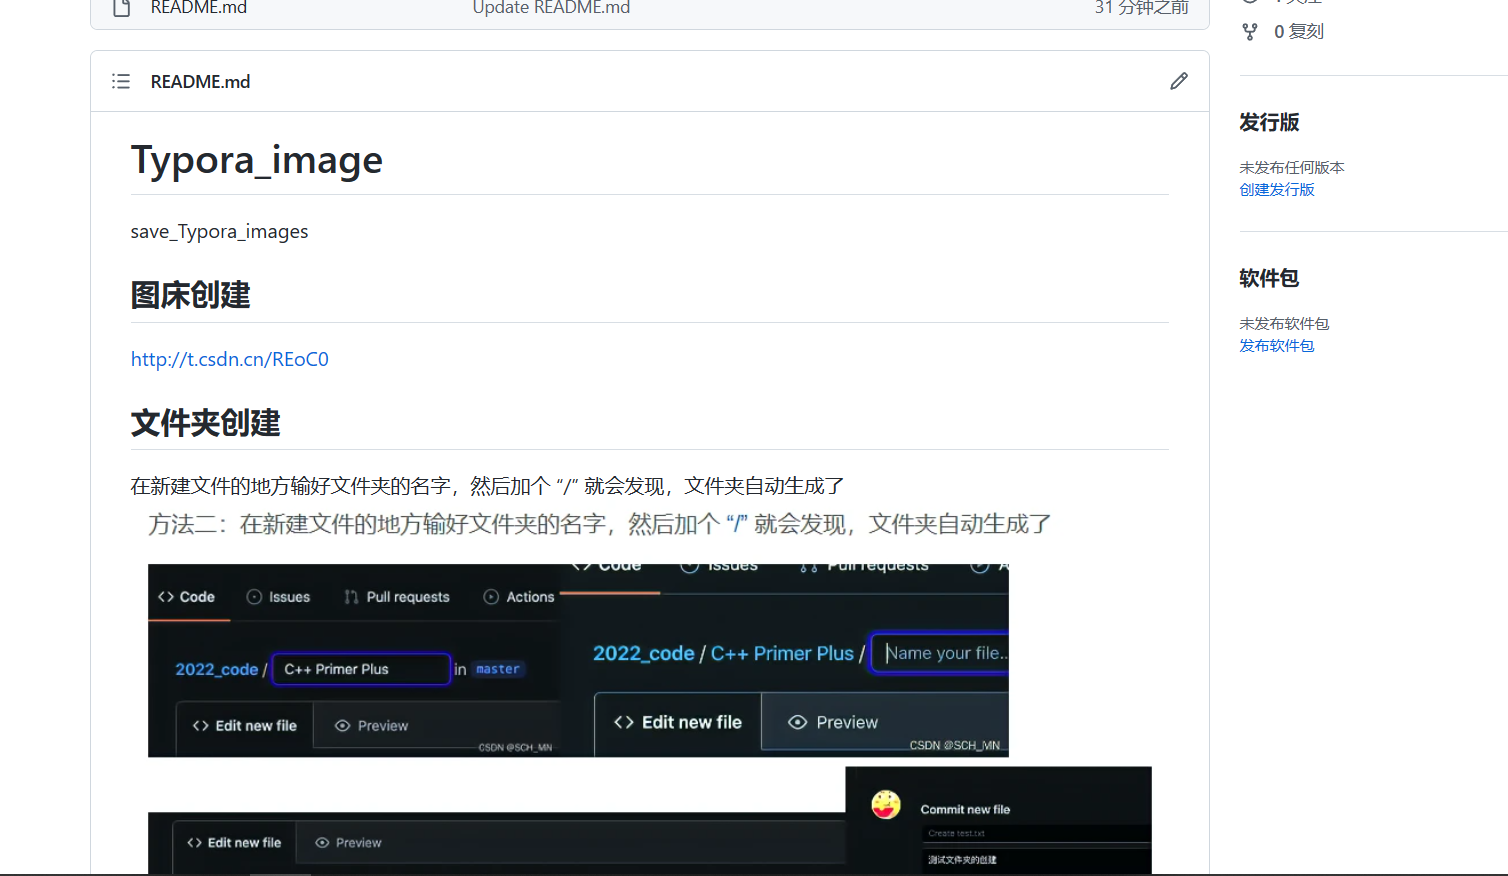 README.md Update README.md 31 分钟之前
0 复刻
README.md
Typora_image
save_Typora_images
图床创建
http://t.csdn.cn/REoC0
文件夹创建
在新建文件的地方输好文件夹的名字，然后加个 “/” 就会发现，文件夹自动生成了
方法二：在新建文件的地方输好文件夹的名字，然后加个 “/” 就会发现，文件夹自动生成了
Code Issues Pull requests Actions
2022_code / C++ Primer Plus in master
Edit new file Preview
CSDN @SCH_MN
Code Issues Pull requests A
2022_code / C++ Primer Plus / Name your file..
Edit new file Preview
CSDN @SCH_MN
Edit new file Preview
Commit new file
Create test.txt
测试文件夹的创建
发行版
未发布任何版本
创建发行版
软件包
未发布软件包
发布软件包